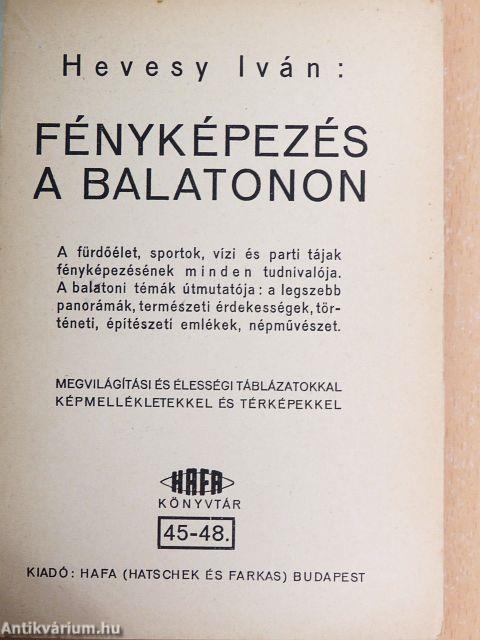 Hevesy Iván:
FÉNYKÉPEZÉS
A BALATONON
A fürdőélet, sportok, vízi és parti tájak
fényképezésének minden tudnivalója.
A balatoni témák útmutatója: a legszebb
panorámák, természeti érdekességek, tör-
téneti, építészeti emlékek, népművészet.
MEGVILÁGÍTÁSI ÉS ÉLESSÉGI TÁBLÁZATOKKAL
KÉPMELLÉKLETEKKEL ÉS TÉRKÉPEKKEL
HAFA
KÖNYVTÁR
45-48.
KIADÓ: HAFA (HATSCHEK ÉS FARKAS) BUDAPEST
Antikvárium.hu